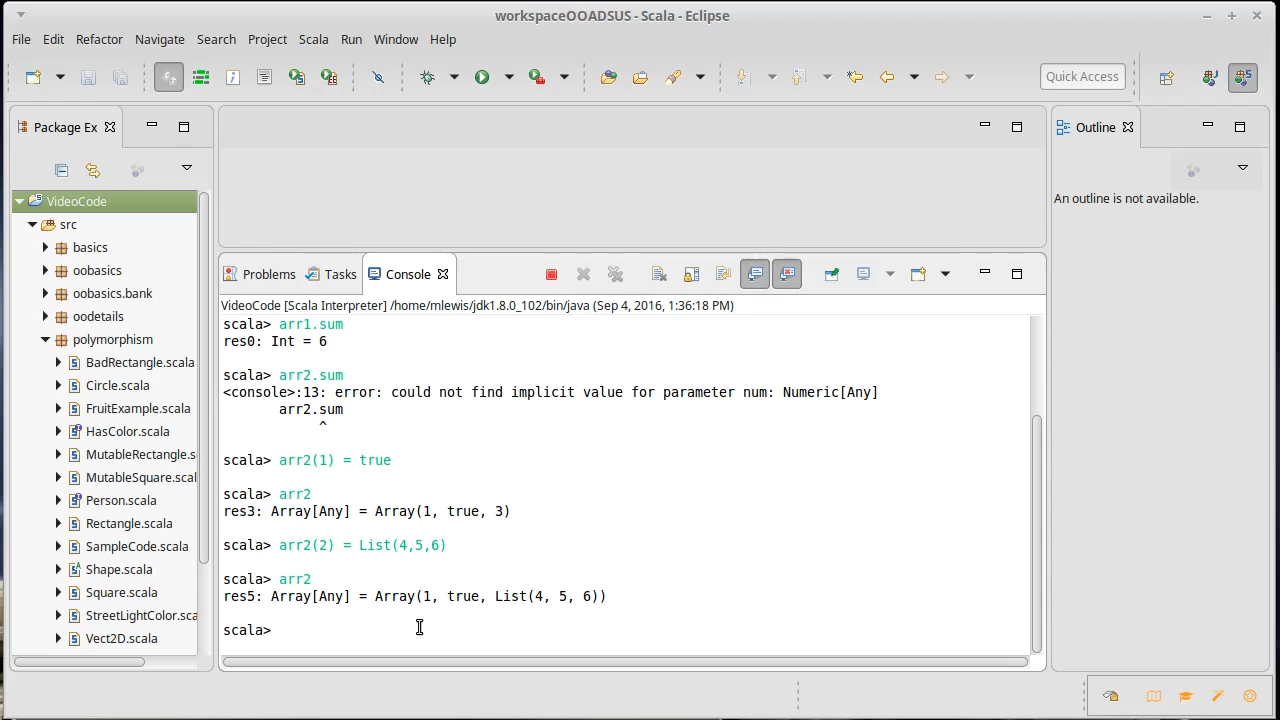 workspaceOOADSUS - Scala - Eclipse
File Edit Refactor Navigate Search Project Scala Run Window Help
Quick Access
Package Ex
VideoCode
src
basics
oobasics
oobasics.bank
oodetails
polymorphism
BadRectangle.scala
Circle.scala
FruitExample.scala
HasColor.scala
MutableRectangle.s
MutableSquare.scal
Person.scala
Rectangle.scala
SampleCode.scala
Shape.scala
Square.scala
StreetLightColor.sca
Vect2D.scala
Problems Tasks Console
VideoCode [Scala Interpreter] /home/mlewis/jdk1.8.0_102/bin/java (Sep 4, 2016, 1:36:18 PM)
scala> arr1.sum
res0: Int = 6
scala> arr2.sum
<console>:13: error: could not find implicit value for parameter num: Numeric[Any]
arr2.sum
^
scala> arr2(1) = true
scala> arr2
res3: Array[Any] = Array(1, true, 3)
scala> arr2(2) = List(4,5,6)
scala> arr2
res5: Array[Any] = Array(1, true, List(4, 5, 6))
scala>
Outline
An outline is not available.